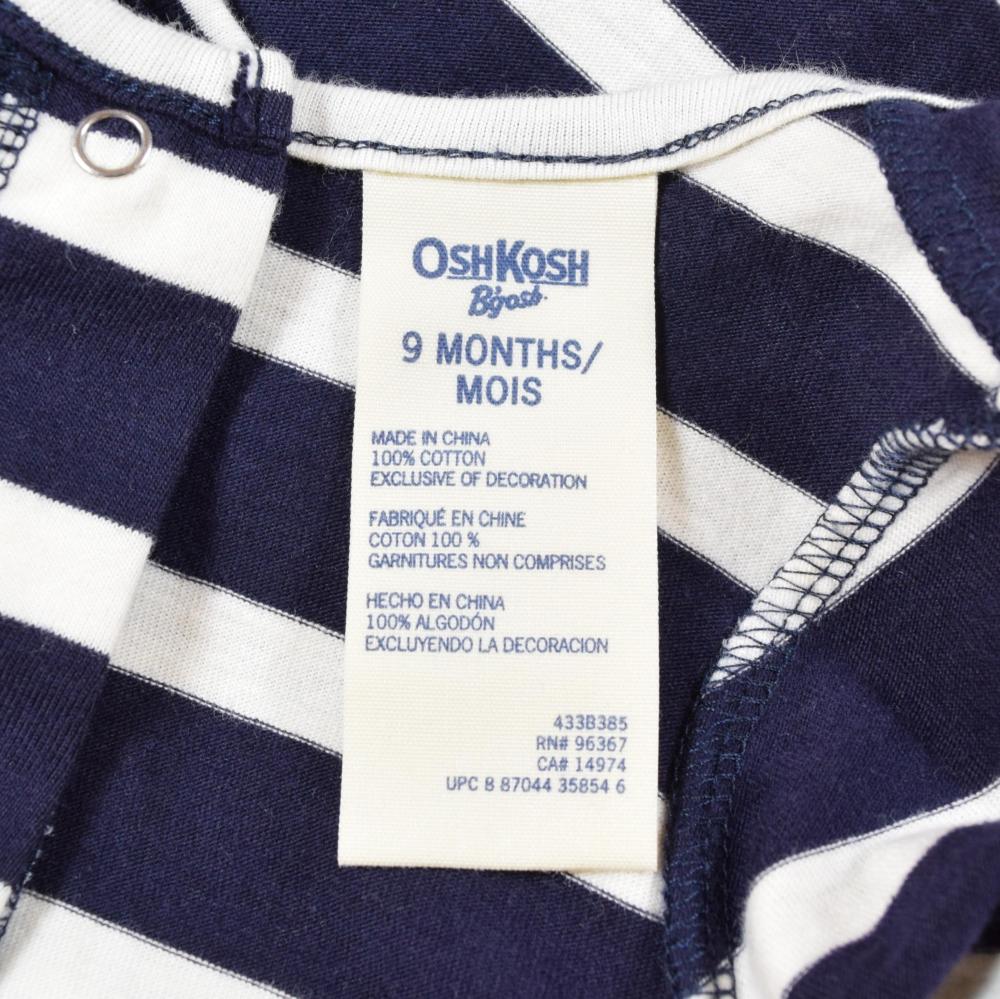 OSHKOSH
B'gosh
9 MONTHS/
MOIS
MADE IN CHINA
100% COTTON
EXCLUSIVE OF DECORATION
FABRIQUÉ EN CHINE
COTON 100 %
GARNITURES NON COMPRISES
HECHO EN CHINA
100% ALGODÓN
EXCLUYENDO LA DECORACION
433B385
RN# 96367
CA# 14974
UPC 8 87044 35854 6